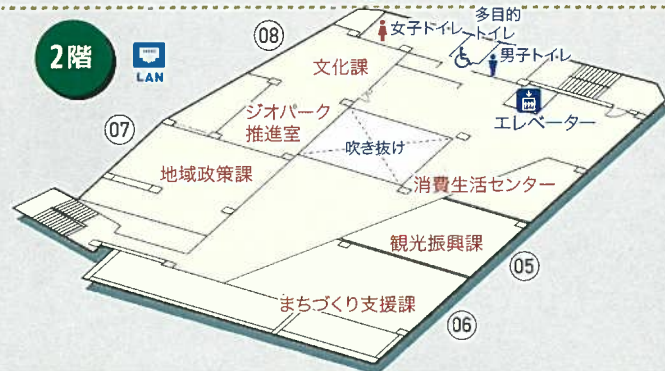 2階
LAN
08
女子トイレ
多目的
トイレ
男子トイレ
文化課
エレベーター
ジオパーク
推進室
07
吹き抜け
地域政策課
消費生活センター
観光振興課
05
まちづくり支援課
06